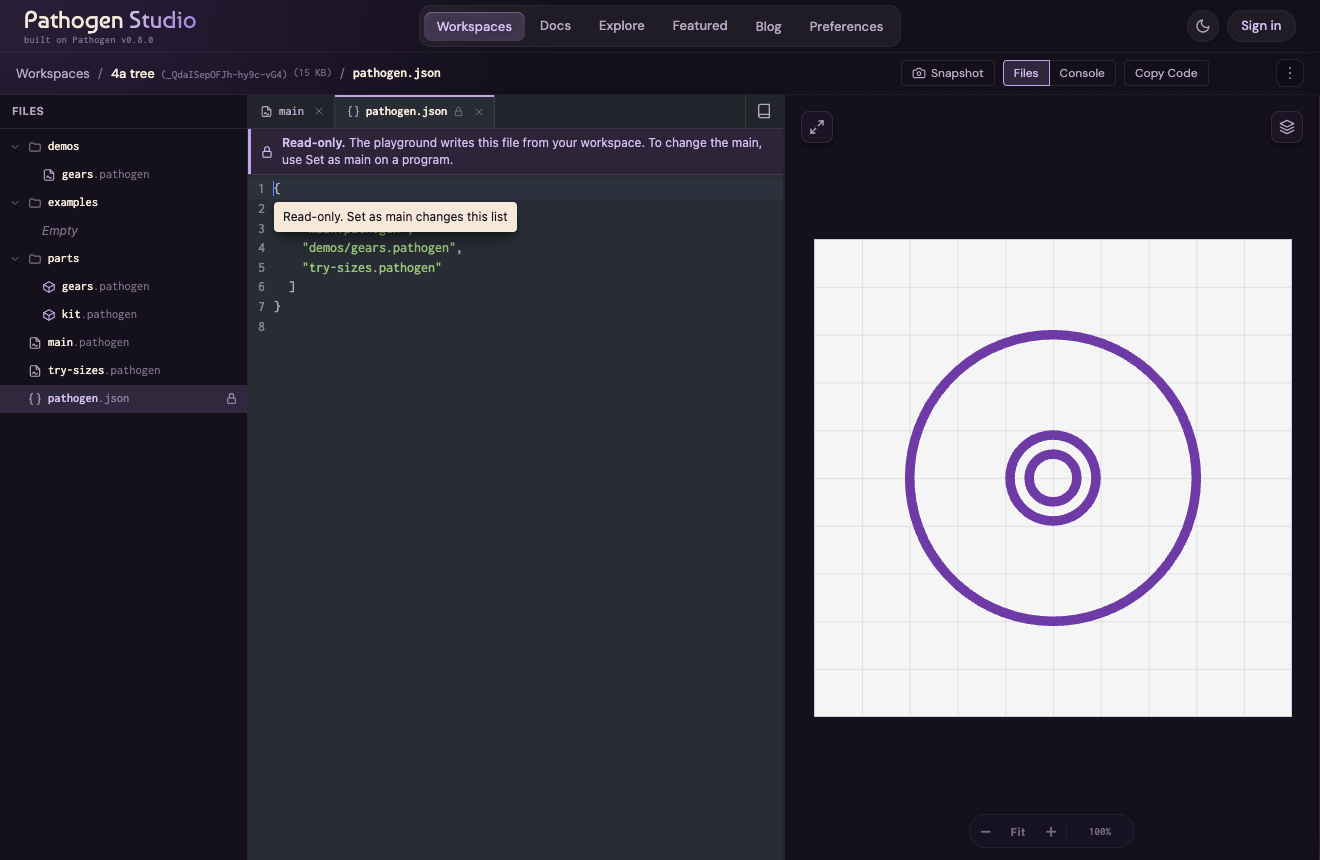 Pathogen Studio
built on Pathogen v0.8.0
Workspaces
Docs
Explore
Featured
Blog
Preferences
Sign in
Workspaces / 4a tree (_QdaISepOFJh-hy9c-vG4) (15 KB) / pathogen.json
Snapshot
Files
Console
Copy Code
FILES
demos
gears.pathogen
examples
Empty
parts
gears.pathogen
kit.pathogen
main.pathogen
try-sizes.pathogen
{} pathogen.json
main
{} pathogen.json
Read-only. The playground writes this file from your workspace. To change the main,
use Set as main on a program.
1 {
2
Read-only. Set as main changes this list
3
4 "demos/gears.pathogen",
5 "try-sizes.pathogen"
6 ]
7 }
8
− Fit + 100%